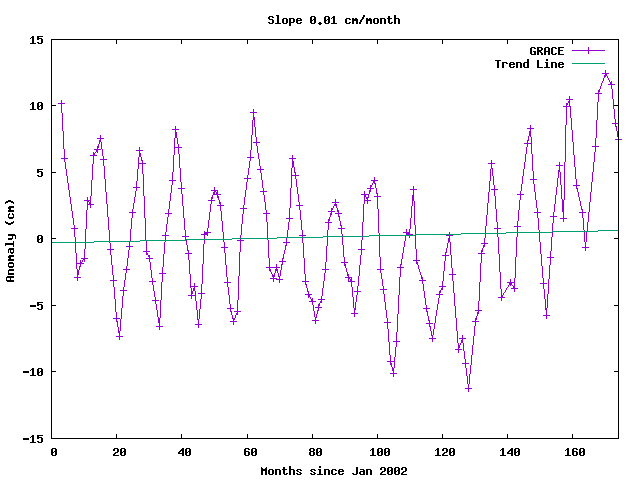 Slope 0.01 cm/month
GRACE
Trend Line
15
10
5
0
-5
-10
-15
Anomaly (cm)
0 20 40 60 80 100 120 140 160
Months since Jan 2002